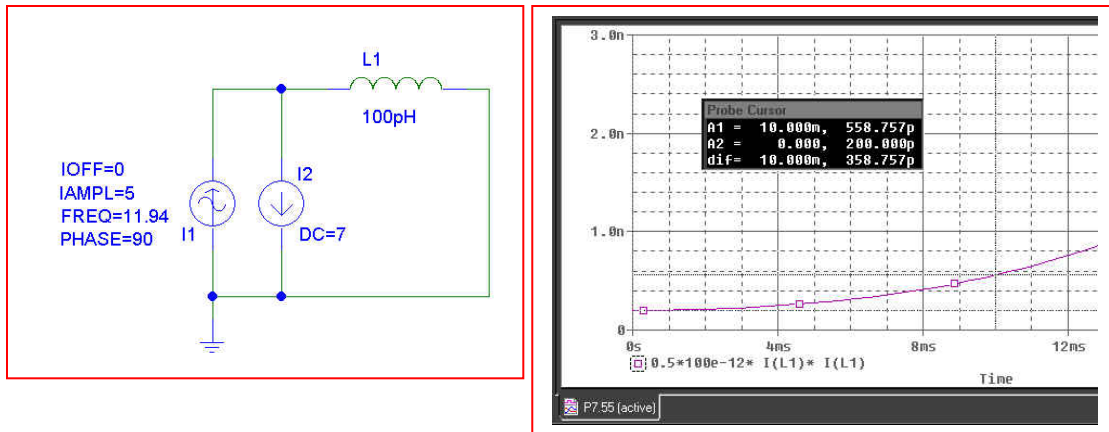 L1
100pH
IOFF=0
IAMPL=5
FREQ=11.94
PHASE=90
I1
I2
DC=7
3.0n
2.0n
1.0n
0
Probe Cursor
A1 = 10.000m, 558.757p
A2 = 0.000, 200.000p
dif= 10.000m, 358.757p
0s
4ms
8ms
12ms
0.5*100e-12* I(L1)* I(L1)
Time
P7.55 (active)